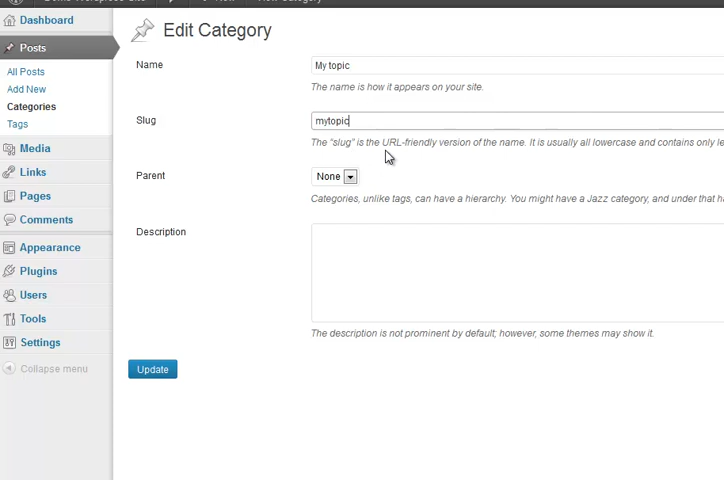 Dashboard
Posts
All Posts
Add New
Categories
Tags
Media
Links
Pages
Comments
Appearance
Plugins
Users
Tools
Settings
Collapse menu
Edit Category
Name
My topic
The name is how it appears on your site.
Slug
mytopic
The “slug” is the URL-friendly version of the name. It is usually all lowercase and contains only le
Parent
None
Categories, unlike tags, can have a hierarchy. You might have a Jazz category, and under that ha
Description
The description is not prominent by default; however, some themes may show it.
Update